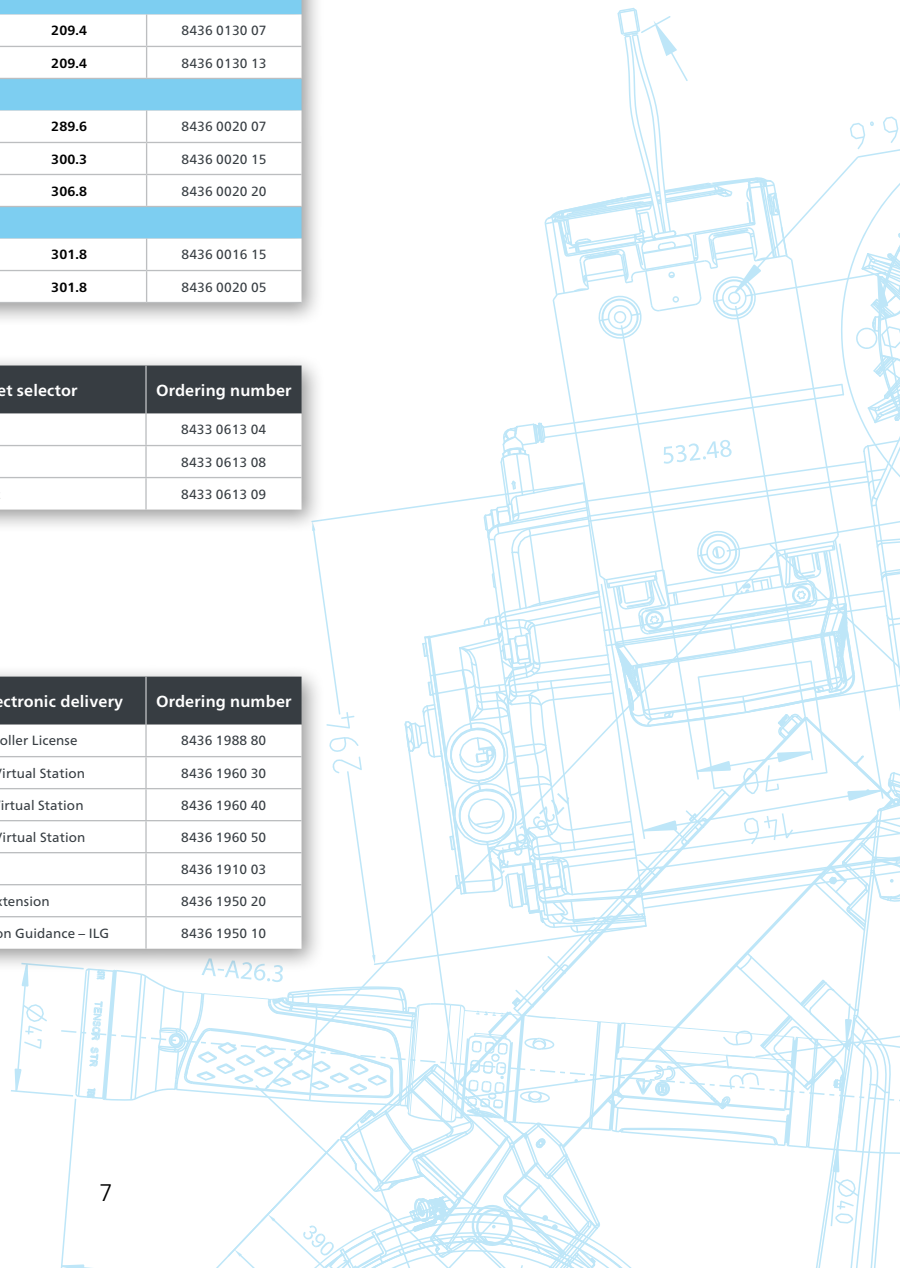 209.4 8436 0130 07
209.4 8436 0130 13
289.6 8436 0020 07
300.3 8436 0020 15
306.8 8436 0020 20
301.8 8436 0016 15
301.8 8436 0020 05
et selector Ordering number
8433 0613 04
8433 0613 08
8433 0613 09
ectronic delivery Ordering number
oller License 8436 1988 80
Virtual Station 8436 1960 30
Virtual Station 8436 1960 40
Virtual Station 8436 1960 50
8436 1910 03
xtension 8436 1950 20
on Guidance – ILG 8436 1950 10
532.48
70
146
A-A26.3
Ø47
TENSOR STR
Ø40
390
7